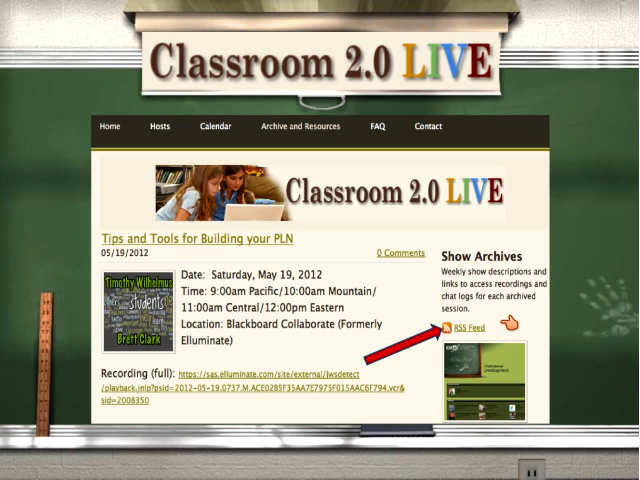 Classroom 2.0 LIVE
Home Hosts Calendar Archive and Resources FAQ Contact
Classroom 2.0 LIVE
Tips and Tools for Building your PLN
05/19/2012
0 Comments
Timothy Wilhelmus
students
Brett Clark
Date: Saturday, May 19, 2012
Time: 9:00am Pacific/10:00am Mountain/
11:00am Central/12:00pm Eastern
Location: Blackboard Collaborate (Formerly
Elluminate)
Recording (full): https://sas.elluminate.com/site/external/jwsdetect
/playback.jnlp?psid=2012-05-19.0737.M.ACE02B5F35AA7E7975F015AAC6F794.vcr&
sid=2008350
Show Archives
Weekly show descriptions and
links to access recordings and
chat logs for each archived
session.
RSS Feed